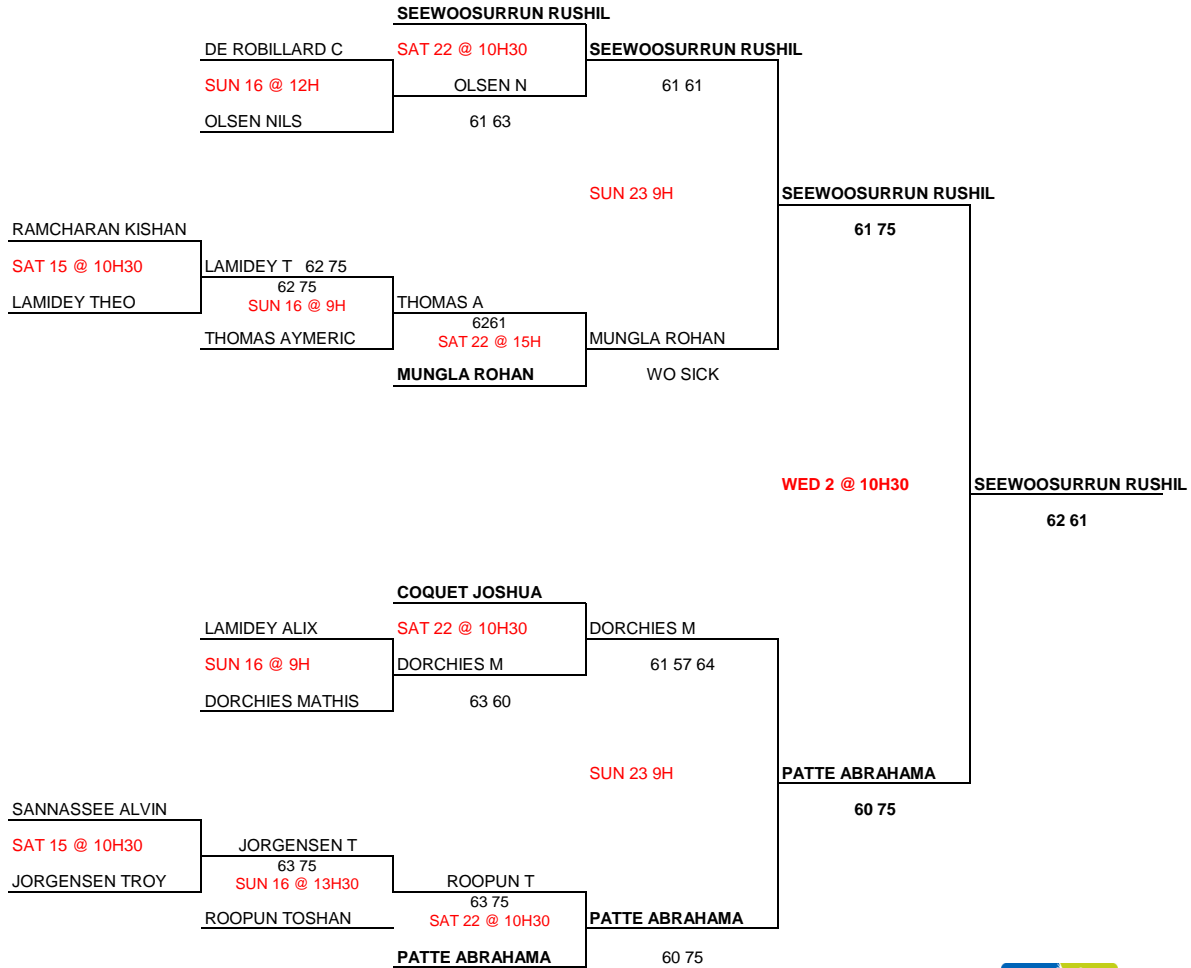 SEEWOOSURRUN RUSHIL
DE ROBILLARD C SAT 22 @ 10H30 SEEWOOSURRUN RUSHIL
SUN 16 @ 12H OLSEN N 61 61
OLSEN NILS 61 63
SUN 23 9H SEEWOOSURRUN RUSHIL
RAMCHARAN KISHAN 61 75
SAT 15 @ 10H30 LAMIDEY T 62 75
62 75
LAMIDEY THEO SUN 16 @ 9H THOMAS A
6261
THOMAS AYMERIC SAT 22 @ 15H MUNGLA ROHAN
MUNGLA ROHAN WO SICK
WED 2 @ 10H30 SEEWOOSURRUN RUSHIL
62 61
COQUET JOSHUA
LAMIDEY ALIX SAT 22 @ 10H30 DORCHIES M
SUN 16 @ 9H DORCHIES M 61 57 64
DORCHIES MATHIS 63 60
SUN 23 9H PATTE ABRAHAMA
SANNASSEE ALVIN 60 75
SAT 15 @ 10H30 JORGENSEN T
63 75
JORGENSEN TROY SUN 16 @ 13H30 ROOPUN T
63 75
ROOPUN TOSHAN SAT 22 @ 10H30 PATTE ABRAHAMA
PATTE ABRAHAMA 60 75